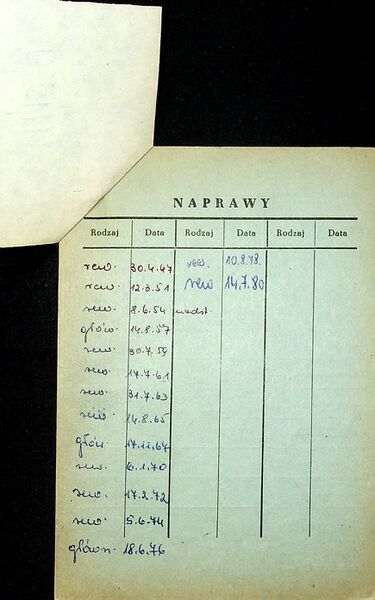 NAPRAWY
Rodzaj Data Rodzaj Data Rodzaj Data
rew. 30.4.47 rew. 10.8.78.
rew. 12.3.51 rew 14.7.80
rew. 8.6.54 nadst.
główn. 14.8.57
rew. 30.7.59
rew. 17.7.61
rew. 31.7.63
rew. 14.8.65
główn. 17.11.67
rew. 6.1.70
rew. 17.2.72
rew. 5.6.74
główn. 18.6.76